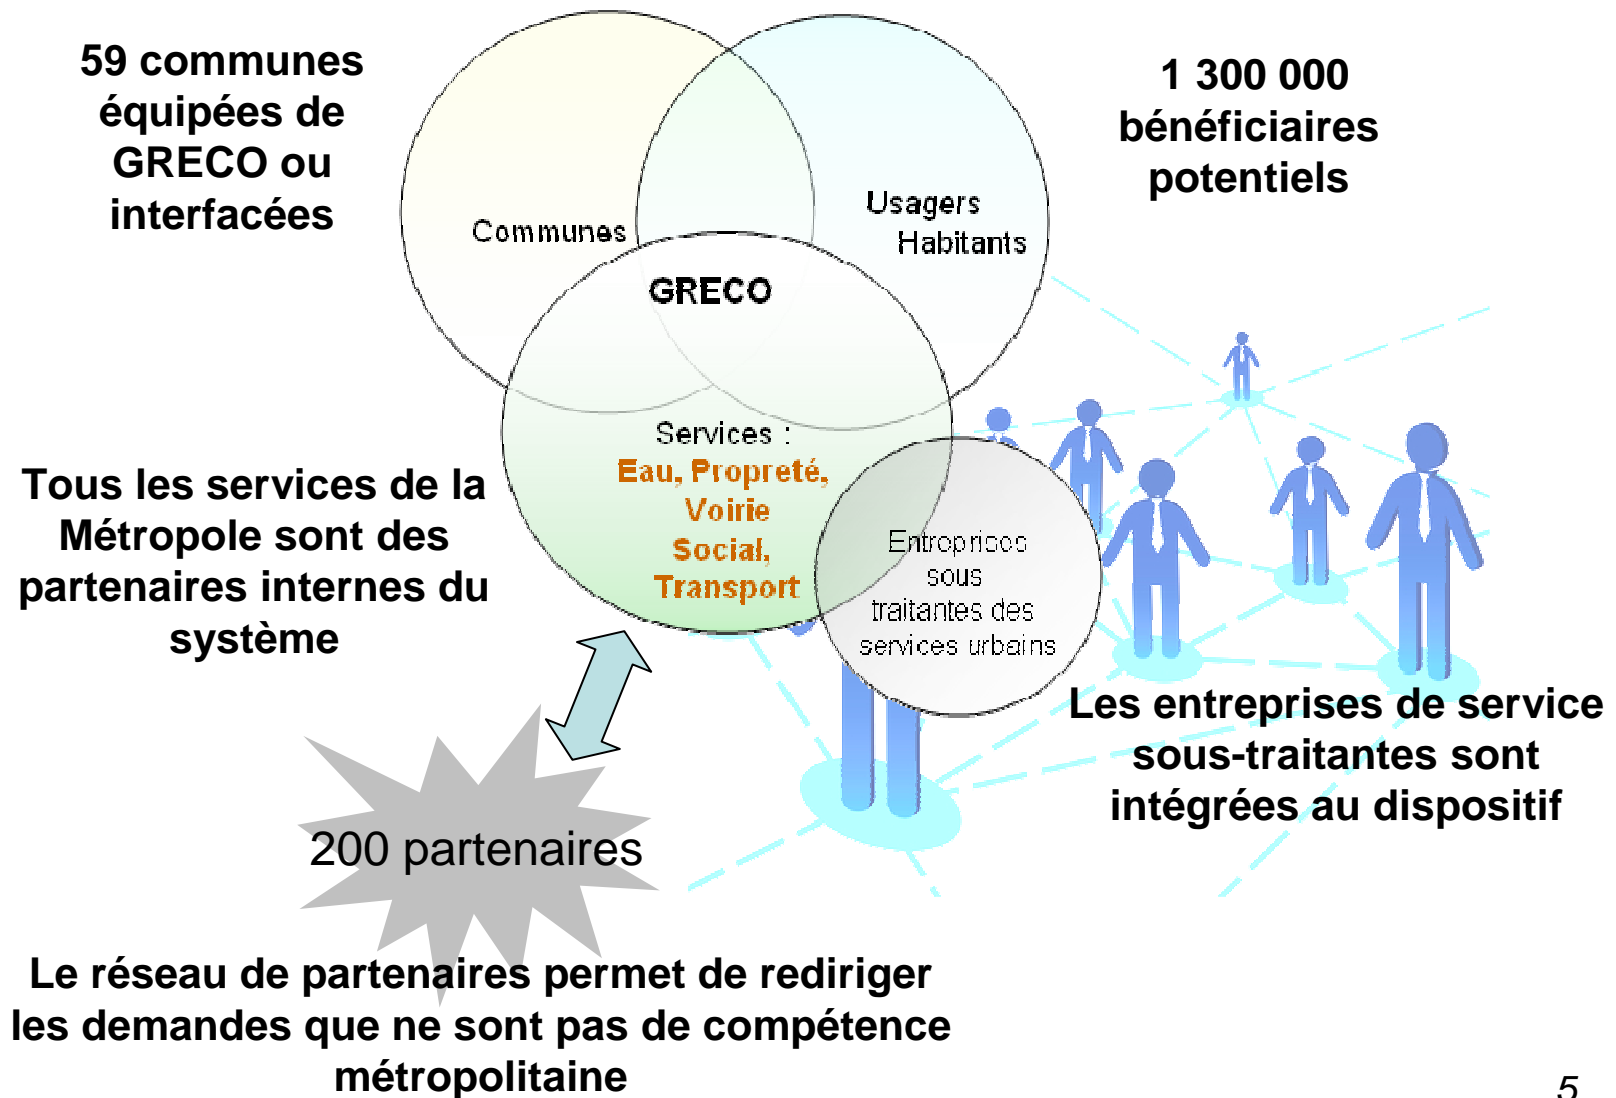 59 communes
équipées de
GRECO ou
interfacées
1 300 000
bénéficiaires
potentiels
Communes
Usagers
Habitants
GRECO
Services :
Eau, Propreté,
Voirie
Social,
Transport
Entreprises
sous
traitantes des
services urbains
Tous les services de la
Métropole sont des
partenaires internes du
système
Les entreprises de service
sous-traitantes sont
intégrées au dispositif
200 partenaires
Le réseau de partenaires permet de rediriger
les demandes que ne sont pas de compétence
métropolitaine
5